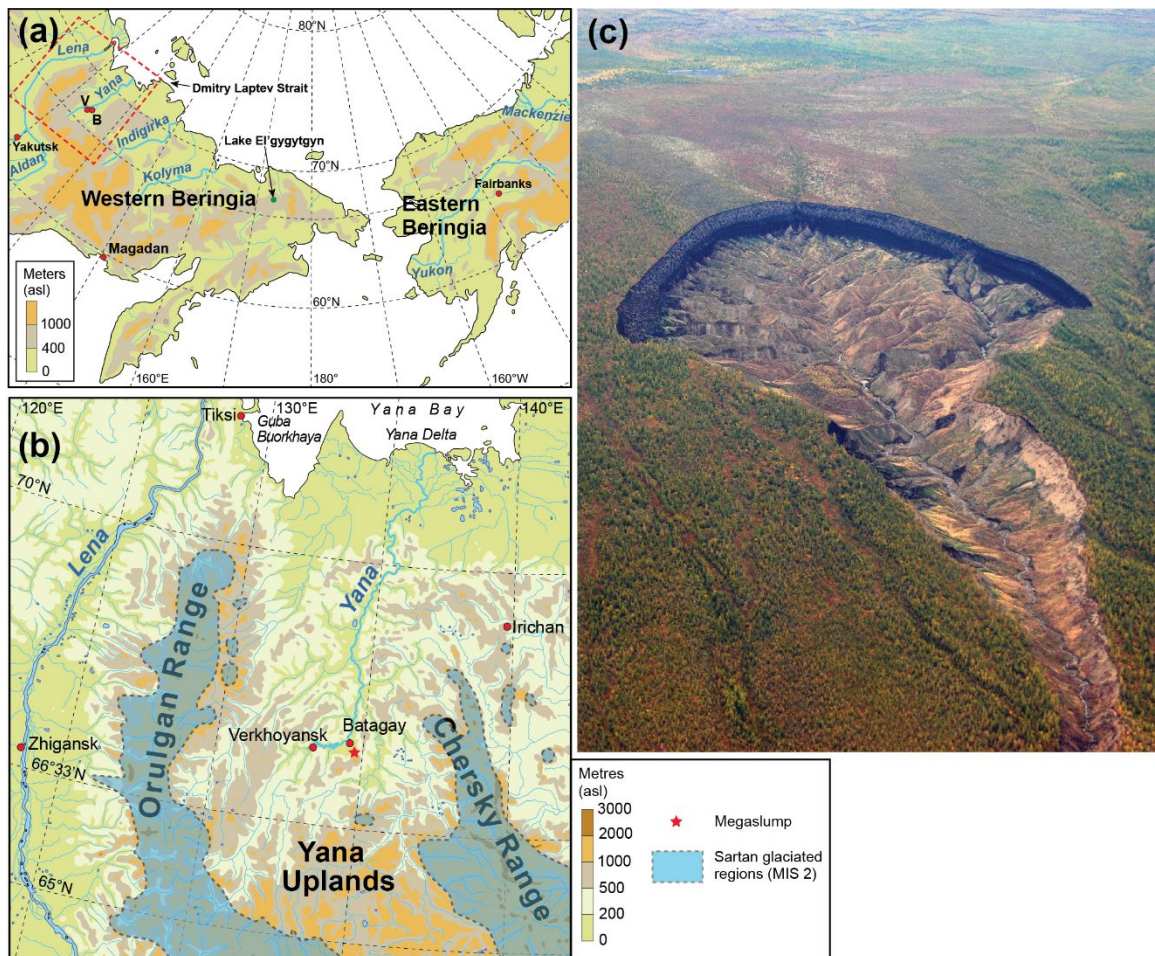 (a)
80°N
Lena
Dmitry Laptev Strait
Yana
V
B
Mackenzie
Indigirka
Lake El'gygytgyn
Yakutsk
Aldan
Kolyma
70°N
Fairbanks
Western Beringia
Eastern
Beringia
Magadan
Yukon
Meters
(asl)
1000
400
0
60°N
160°E
180°
160°W
(b)
120°E
Tiksi
130°E
Guba
Buorkhaya
Yana Bay
Yana Delta
140°E
70°N
Lena
Yana
Orulgan Range
Irichan
Verkhoyansk
Batagay
Zhigansk
66°33'N
Chersky Range
Yana
Uplands
65°N
(c)
Metres
(asl)
3000
2000
1000
500
200
0
Megaslump
Sartan glaciated
regions (MIS 2)